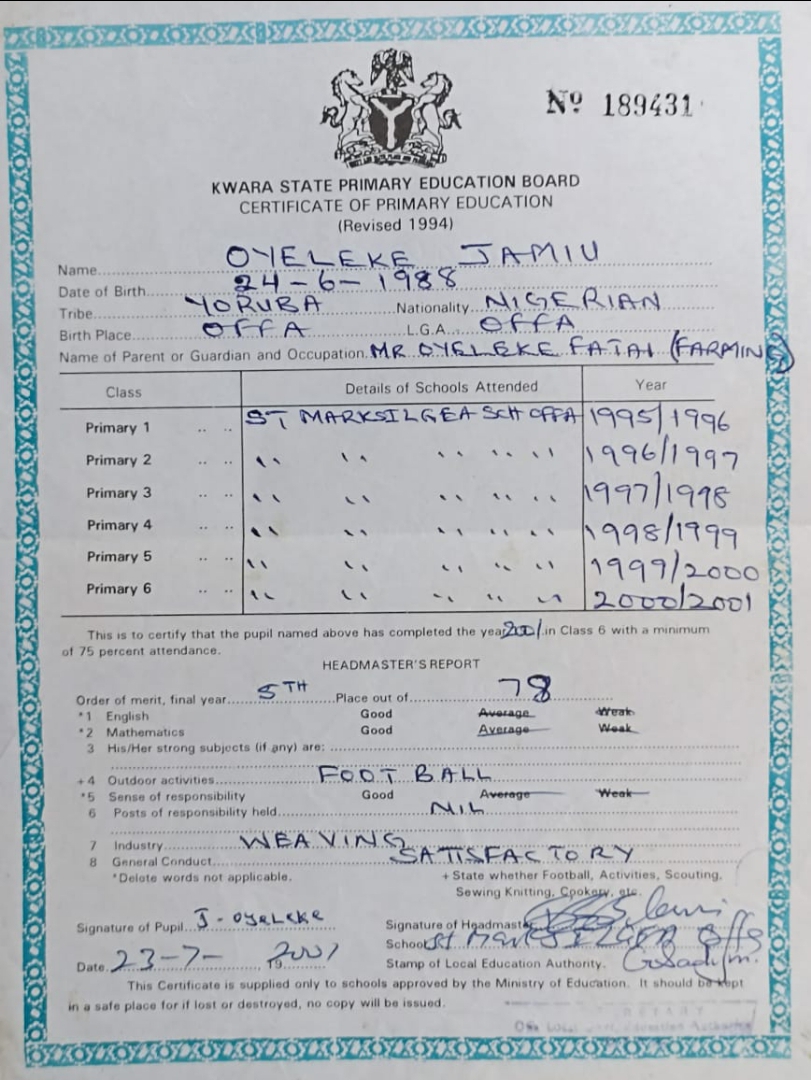 Nº 189431
KWARA STATE PRIMARY EDUCATION BOARD
CERTIFICATE OF PRIMARY EDUCATION
(Revised 1994)
Name OYELEKE JAMIU
Date of Birth 24-6-1988
Tribe YORUBA Nationality NIGERIAN
Birth Place OFFA L.G.A. OFFA
Name of Parent or Guardian and Occupation. MR OYELEKE FATAI (FARMING)
Class Details of Schools Attended Year
Primary 1 .. .. ST MARKSILGEA SCH OFFA 1995/1996
Primary 2 .. .. " " " " " 1996/1997
Primary 3 .. .. " " " " " 1997/1998
Primary 4 .. .. " " " " " 1998/1999
Primary 5 .. .. " " " " " 1999/2000
Primary 6 .. .. " " " " " 2000/2001
This is to certify that the pupil named above has completed the year 2001 in Class 6 with a minimum
of 75 percent attendance.
HEADMASTER'S REPORT
Order of merit, final year 5TH Place out of 78
*1 English Good Average Weak
*2 Mathematics Good Average Weak
3 His/Her strong subjects (if any) are:
+4 Outdoor activities FOOT BALL
*5 Sense of responsibility Good Average Weak
6 Posts of responsibility held NIL
7 Industry WEAVING
8 General Conduct SATISFACTORY
*Delete words not applicable. + State whether Football, Activities, Scouting,
Sewing Knitting, Cookery, etc.
Signature of Pupil J-OYELEKE Signature of Headmaster
School St Mark's ILGEA Offa
Date 23-7-2001 19 Stamp of Local Education Authority.
This Certificate is supplied only to schools approved by the Ministry of Education. It should be kept
in a safe place for if lost or destroyed, no copy will be issued.